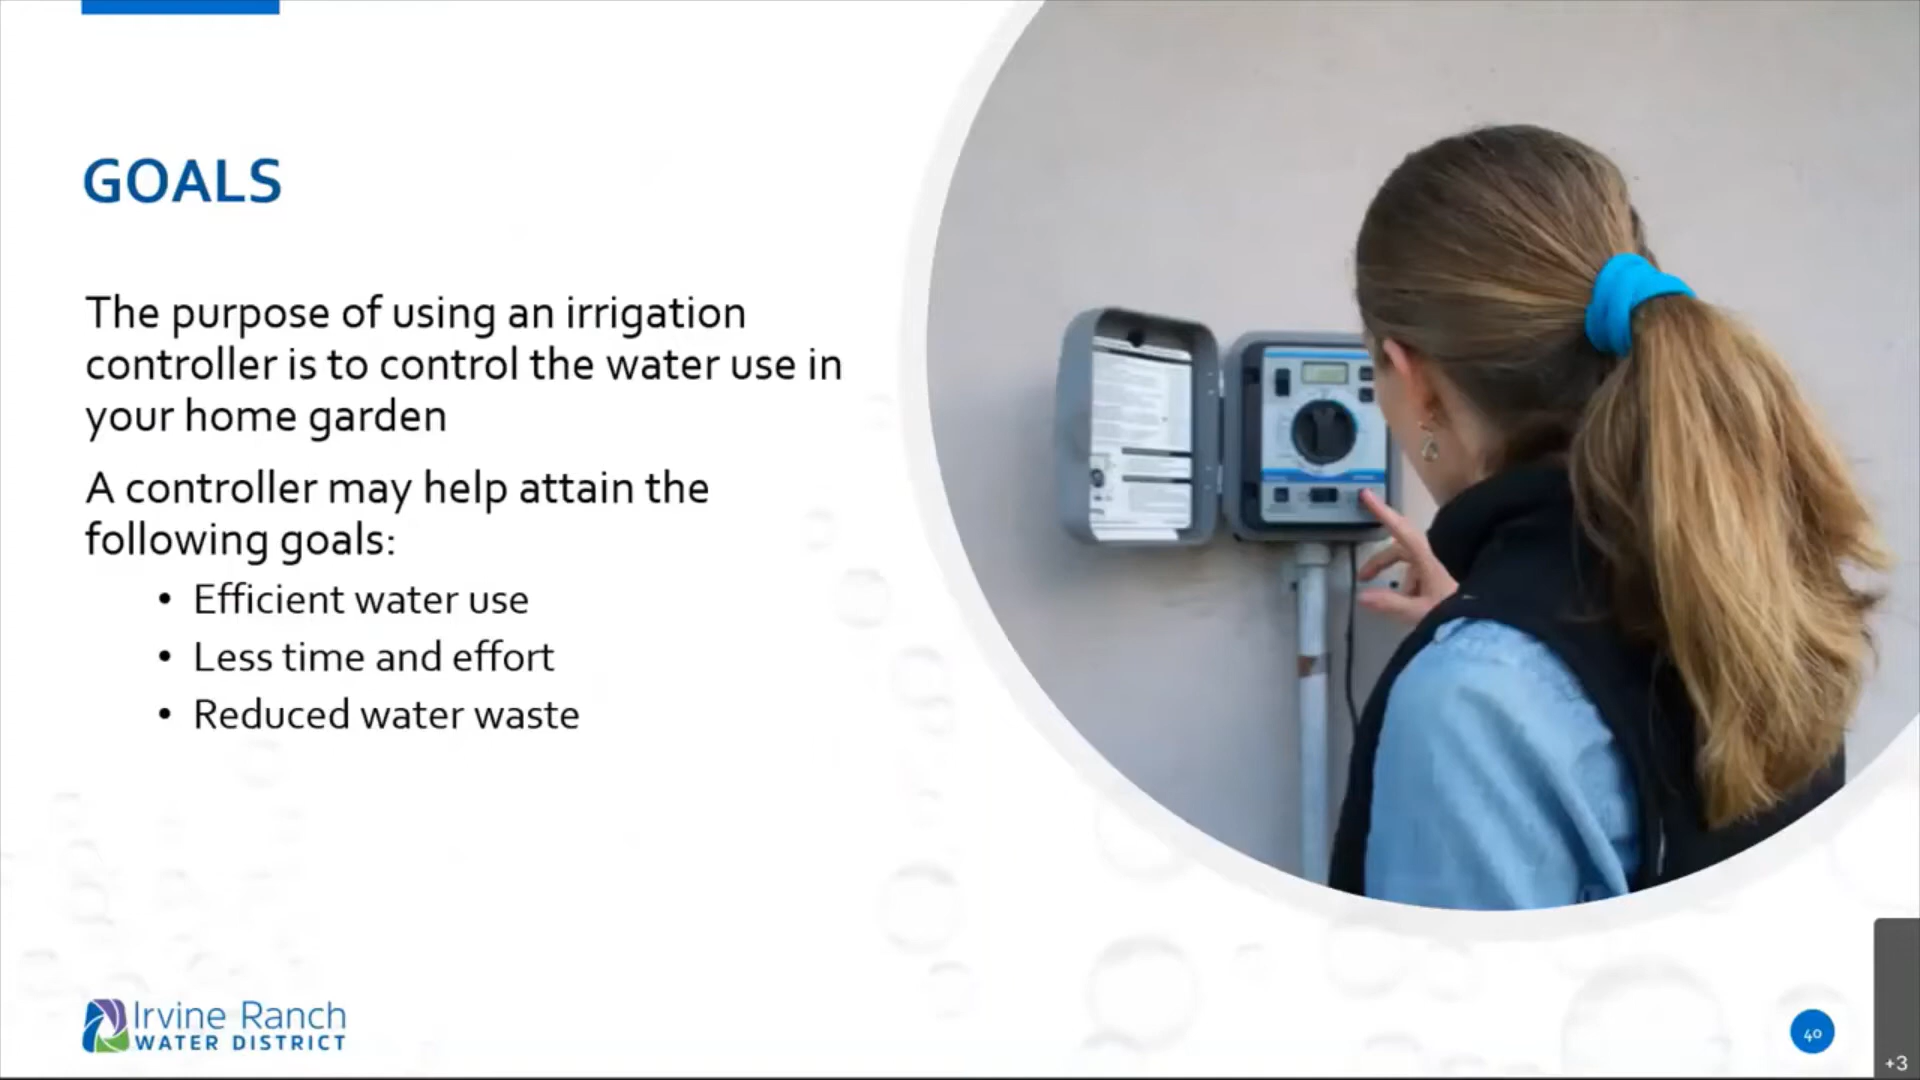 GOALS
The purpose of using an irrigation
controller is to control the water use in
your home garden
A controller may help attain the
following goals:
• Efficient water use
• Less time and effort
• Reduced water waste
Irvine Ranch
WATER DISTRICT
40
+3